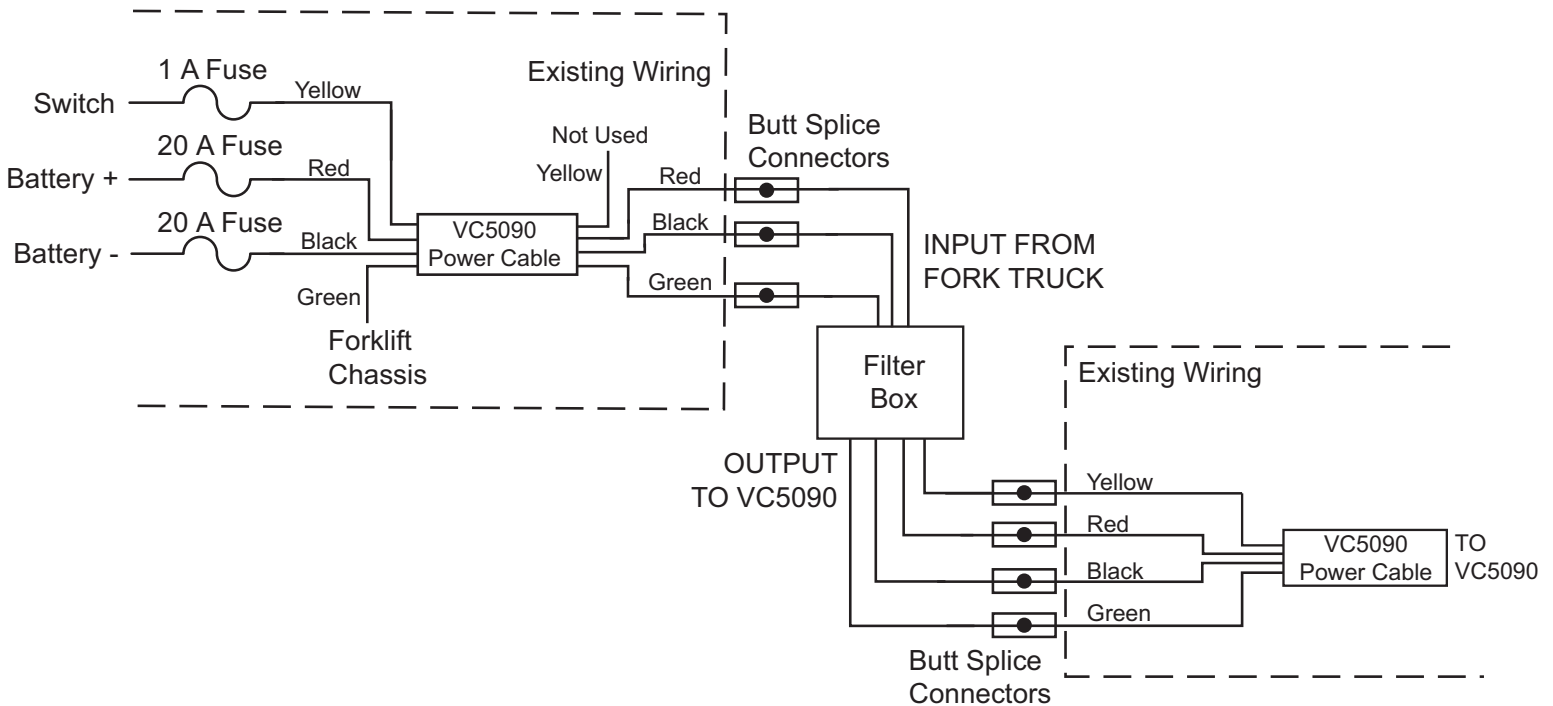 1 A Fuse
Existing Wiring
Switch
Yellow
Not Used
Butt Splice
Connectors
20 A Fuse
Battery +
Red
Yellow
Red
20 A Fuse
Battery -
Black
VC5090
Power Cable
Black
INPUT FROM
FORK TRUCK
Green
Green
Forklift
Chassis
Filter
Box
Existing Wiring
OUTPUT
TO VC5090
Yellow
Red
Black
Green
VC5090
Power Cable
TO
VC5090
Butt Splice
Connectors